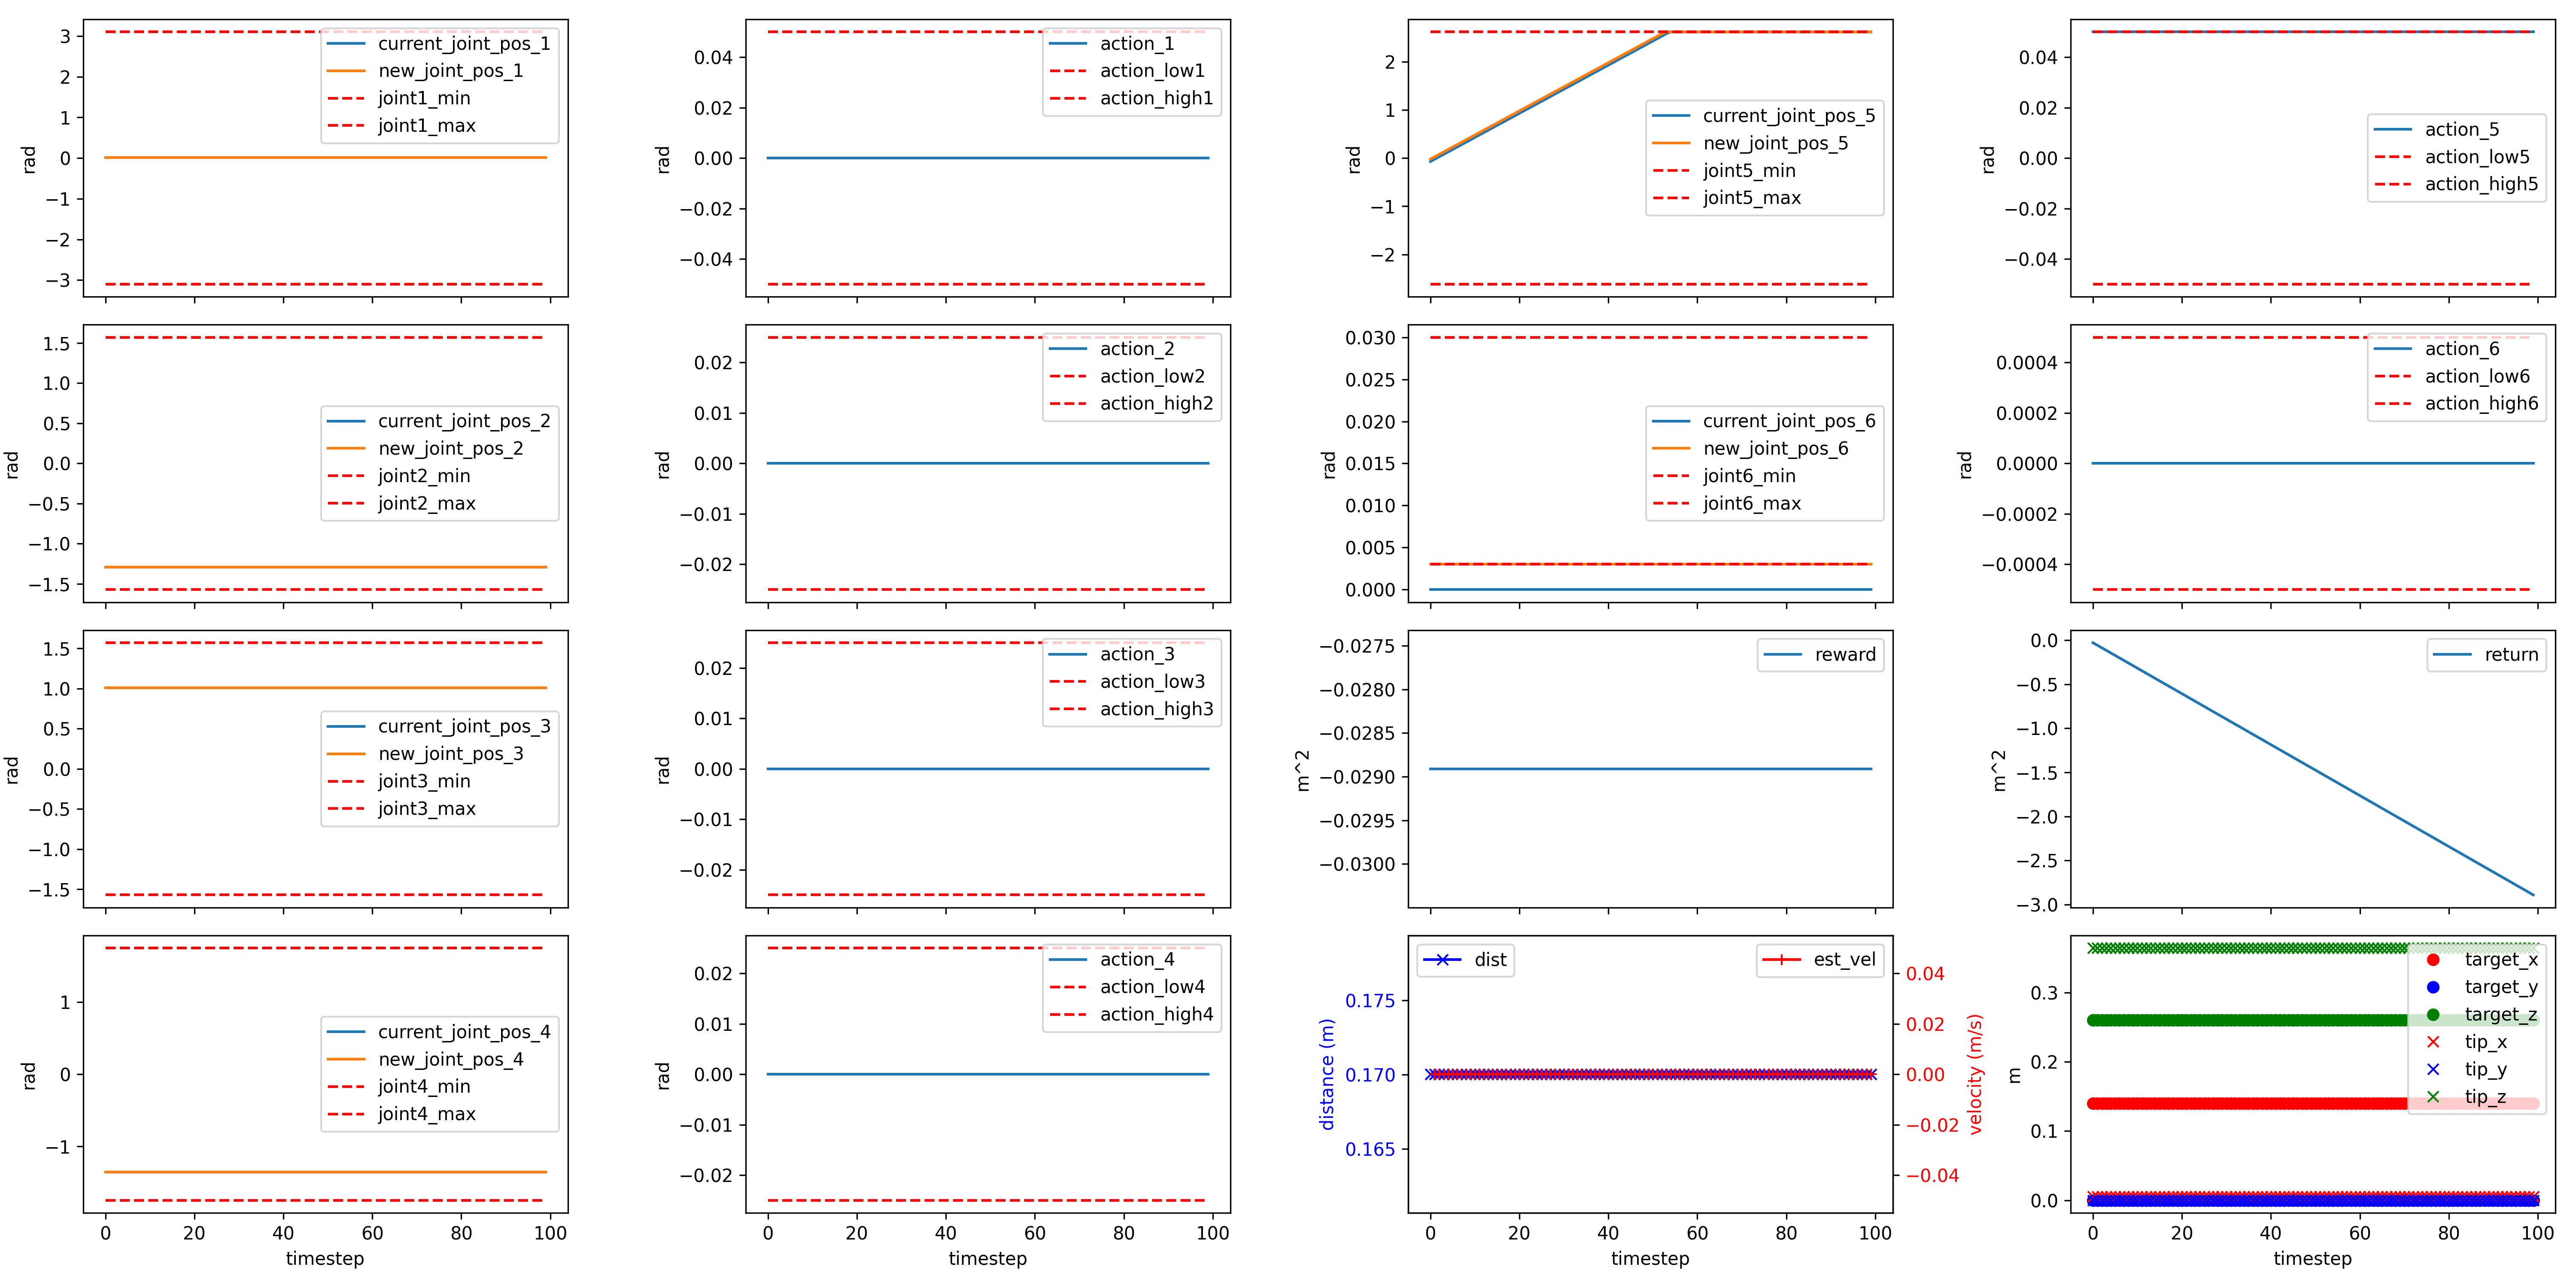 3
2
1
0
−1
−2
−3
rad
current_joint_pos_1
new_joint_pos_1
joint1_min
joint1_max
0.04
0.02
0.00
−0.02
−0.04
rad
action_1
action_low1
action_high1
2
1
0
−1
−2
rad
current_joint_pos_5
new_joint_pos_5
joint5_min
joint5_max
0.04
0.02
0.00
−0.02
−0.04
rad
action_5
action_low5
action_high5
1.5
1.0
0.5
0.0
−0.5
−1.0
−1.5
rad
current_joint_pos_2
new_joint_pos_2
joint2_min
joint2_max
0.02
0.01
0.00
−0.01
−0.02
rad
action_2
action_low2
action_high2
0.030
0.025
0.020
0.015
0.010
0.005
0.000
rad
current_joint_pos_6
new_joint_pos_6
joint6_min
joint6_max
0.0004
0.0002
0.0000
−0.0002
−0.0004
rad
action_6
action_low6
action_high6
1.5
1.0
0.5
0.0
−0.5
−1.0
−1.5
rad
current_joint_pos_3
new_joint_pos_3
joint3_min
joint3_max
0.02
0.01
0.00
−0.01
−0.02
rad
action_3
action_low3
action_high3
−0.0275
−0.0280
−0.0285
−0.0290
−0.0295
−0.0300
m^2
reward
0.0
−0.5
−1.0
−1.5
−2.0
−2.5
−3.0
m^2
return
1
0
−1
rad
current_joint_pos_4
new_joint_pos_4
joint4_min
joint4_max
0 20 40 60 80 100
timestep
0.02
0.01
0.00
−0.01
−0.02
rad
action_4
action_low4
action_high4
0 20 40 60 80 100
timestep
0.175
0.170
0.165
distance (m)
dist
est_vel
0.04
0.02
0.00
−0.02
−0.04
velocity (m/s)
0 20 40 60 80 100
timestep
0.3
0.2
0.1
0.0
m
target_x
target_y
target_z
tip_x
tip_y
tip_z
0 20 40 60 80 100
timestep